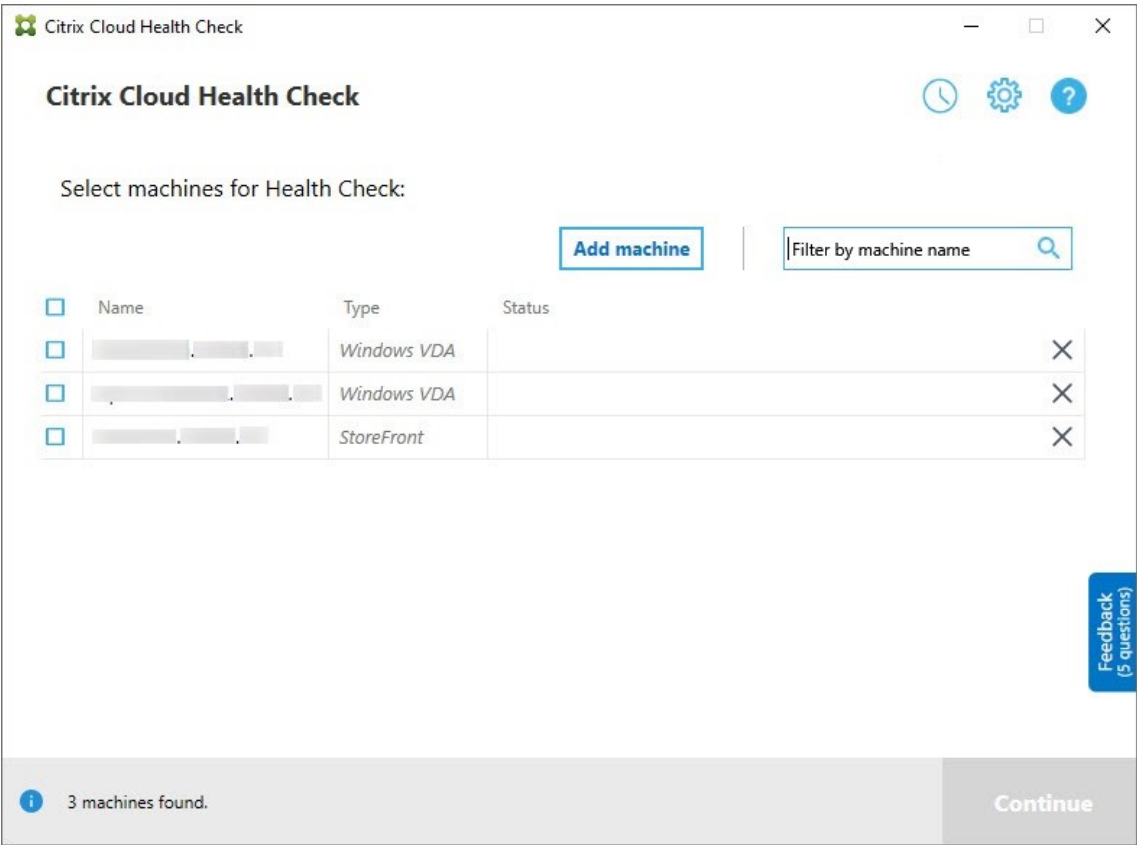 Citrix Cloud Health Check
Citrix Cloud Health Check
?
Select machines for Health Check:
Add machine
Filter by machine name
Name Type Status
Windows VDA
Windows VDA
StoreFront
Feedback
(5 questions)
3 machines found.
Continue